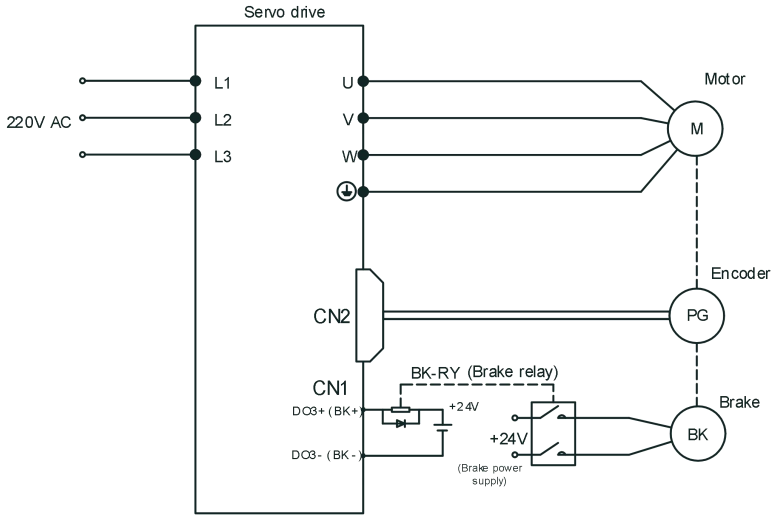 Servo drive
L1
U
Motor
220V AC
L2
V
M
L3
W
Encoder
CN2
PG
BK-RY (Brake relay)
CN1
Brake
DO3+ (BK+)
+24V
+24V
BK
DO3- (BK-)
(Brake power
supply)